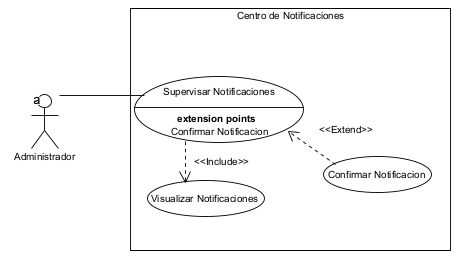 Centro de Notificaciones
Supervisar Notificaciones
a
extension points
Confirmar Notificacion
<<Extend>>
Administrador
<<Include>>
Confirmar Notificacion
Visualizar Notificaciones